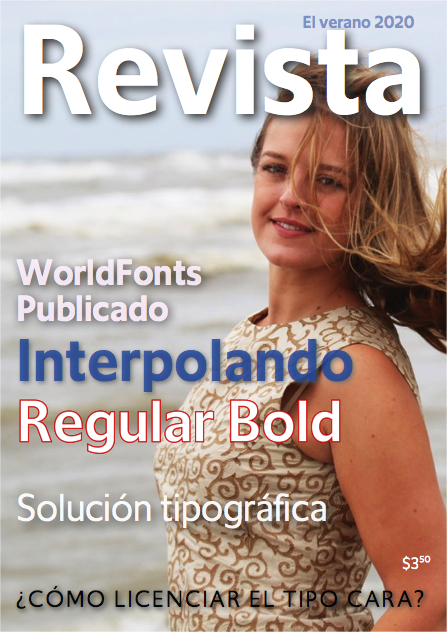 El verano 2020
Revista
WorldFonts
Publicado
Interpolando
Regular Bold
Solución tipográfica
$3⁵⁰
¿CÓMO LICENCIAR EL TIPO CARA?